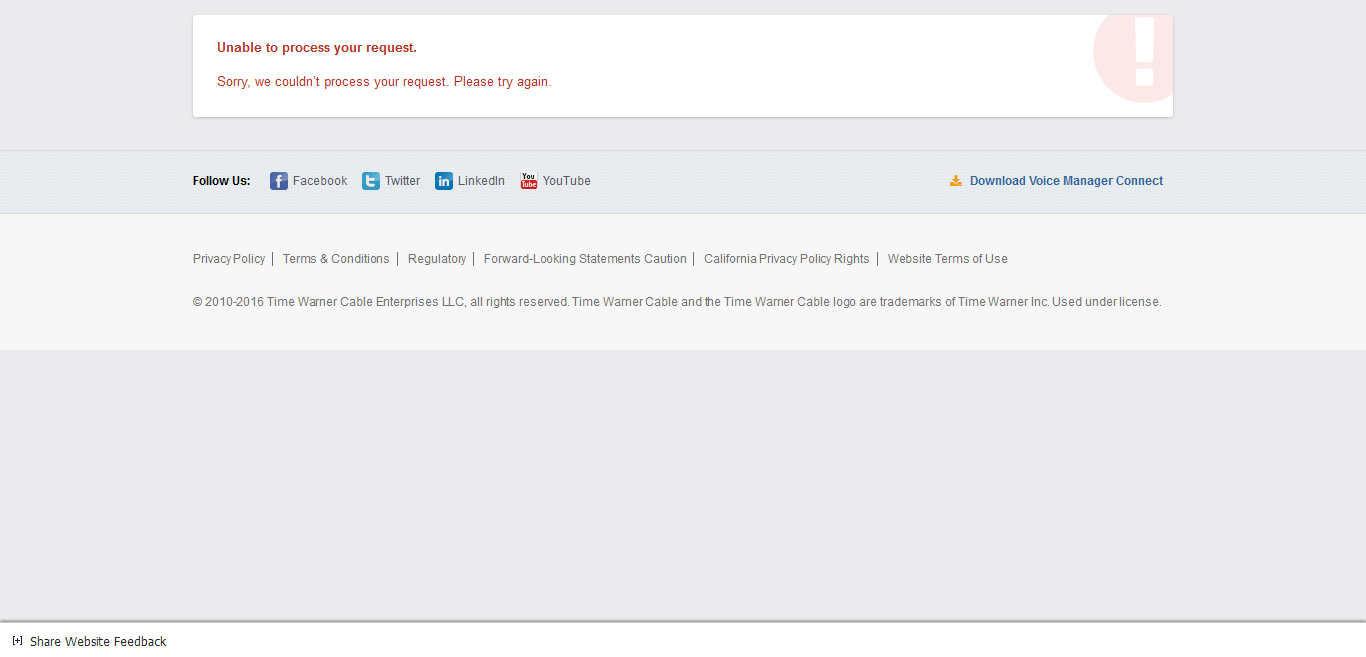 Unable to process your request.
Sorry, we couldn't process your request. Please try again.
Follow Us: Facebook Twitter LinkedIn YouTube Download Voice Manager Connect
Privacy Policy | Terms & Conditions | Regulatory | Forward-Looking Statements Caution | California Privacy Policy Rights | Website Terms of Use
© 2010-2016 Time Warner Cable Enterprises LLC, all rights reserved. Time Warner Cable and the Time Warner Cable logo are trademarks of Time Warner Inc. Used under license.
[+] Share Website Feedback